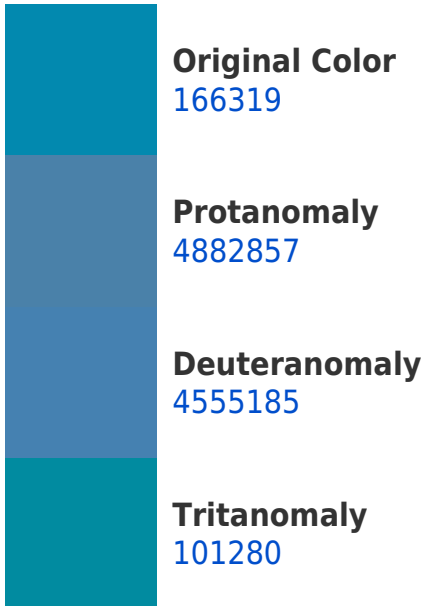 Original Color
166319
Protanomaly
4882857
Deuteranomaly
4555185
Tritanomaly
101280